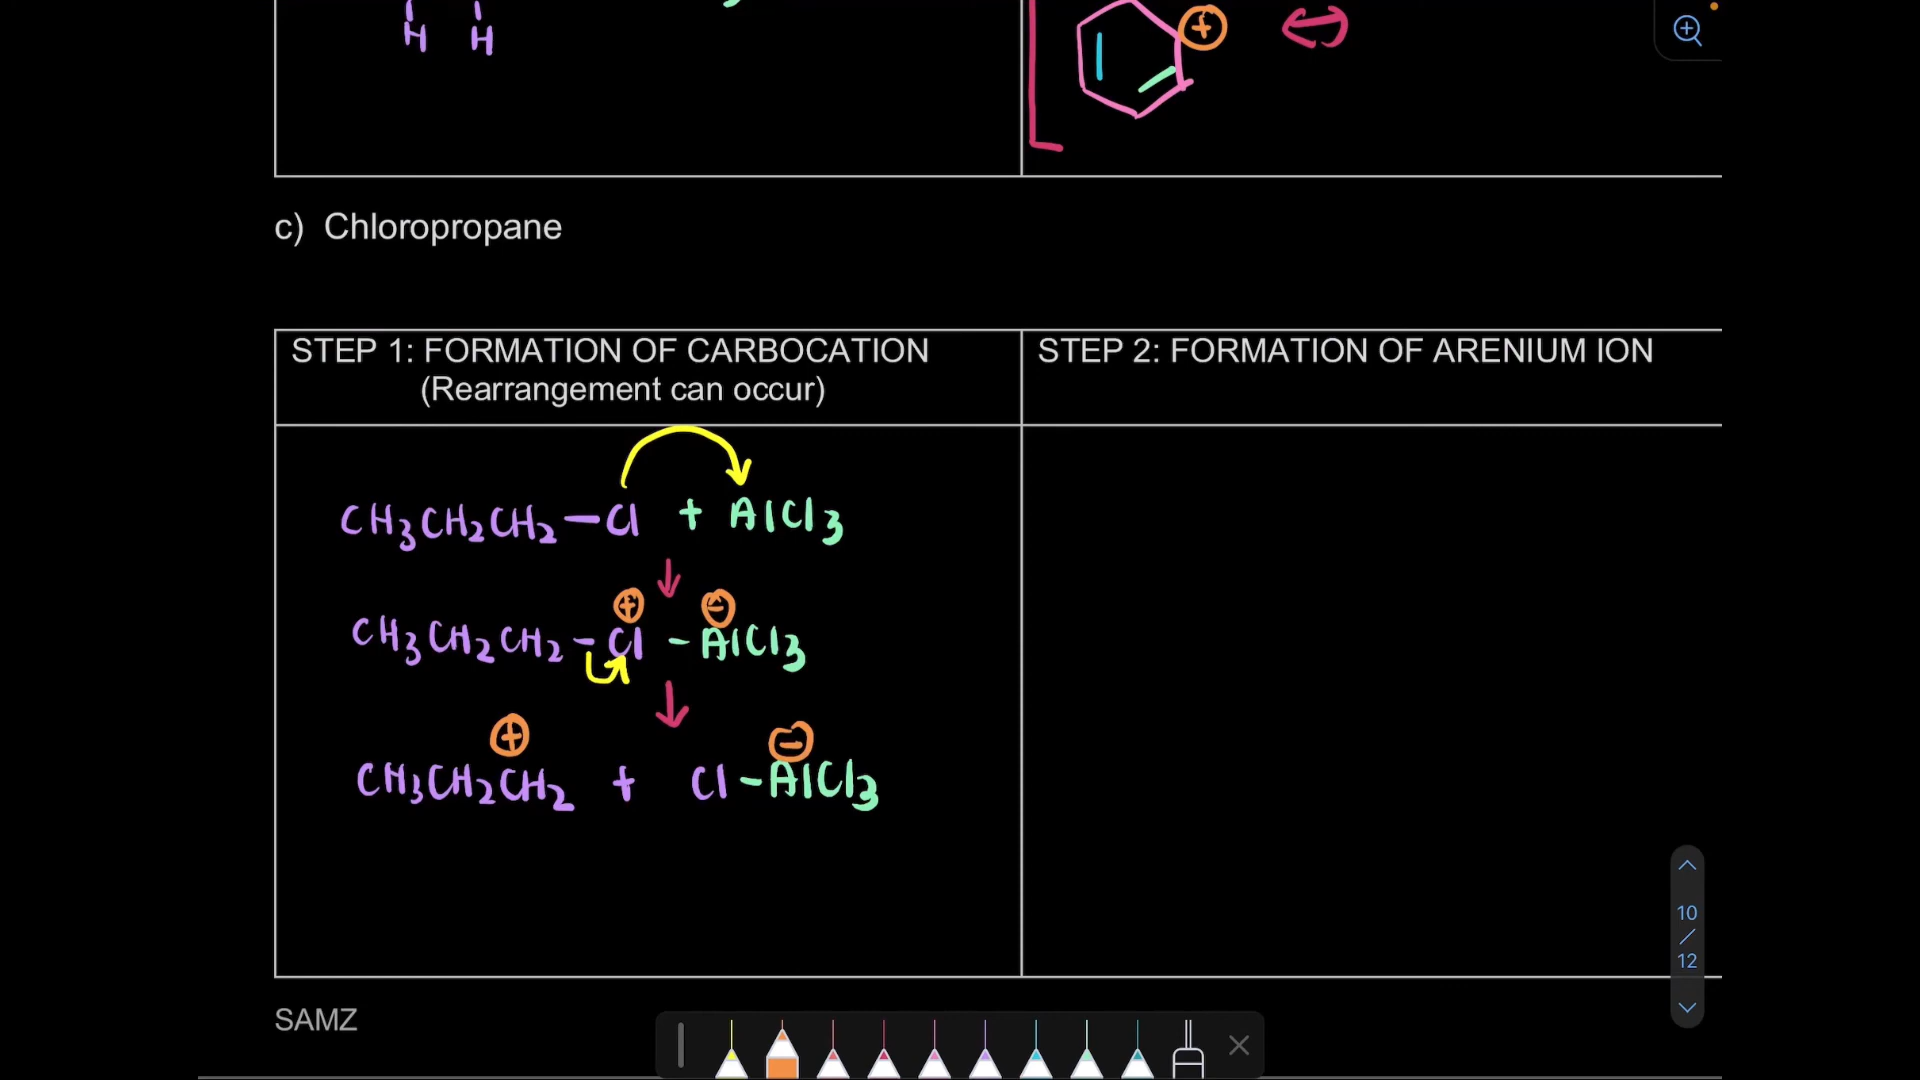 H H
⊕ ↔
c) Chloropropane
STEP 1: FORMATION OF CARBOCATION
(Rearrangement can occur)
STEP 2: FORMATION OF ARENIUM ION
CH₃CH₂CH₂—Cl + AlCl₃
↓
⊕ ⊖
CH₃CH₂CH₂-Cl-AlCl₃
↓
⊕ ⊖
CH₃CH₂CH₂ + Cl-AlCl₃
10
/
12
SAMZ